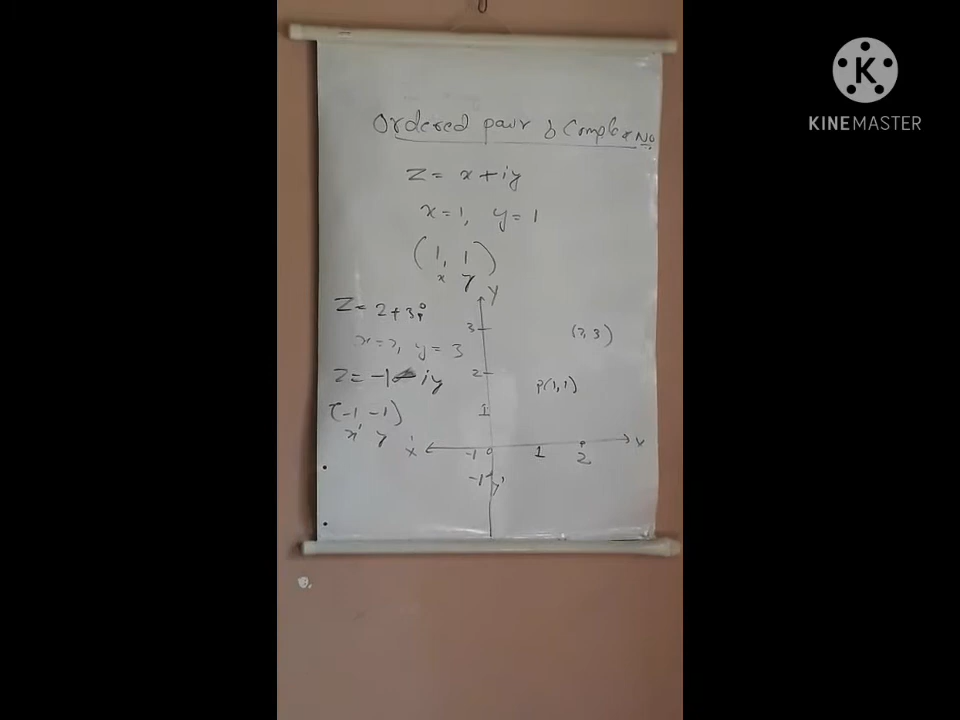 Ordered pair & Complex No
Z = x + iy
x = 1, y = 1
(1, 1)
x y
Z = 2 + 3i
x = 2, y = 3
Z = -1 - iy
(-1 -1)
x' y
y
3
(2, 3)
2
P(1, 1)
1
x'
-1
0
1
2
x
-1
y'
K
KINEMASTER